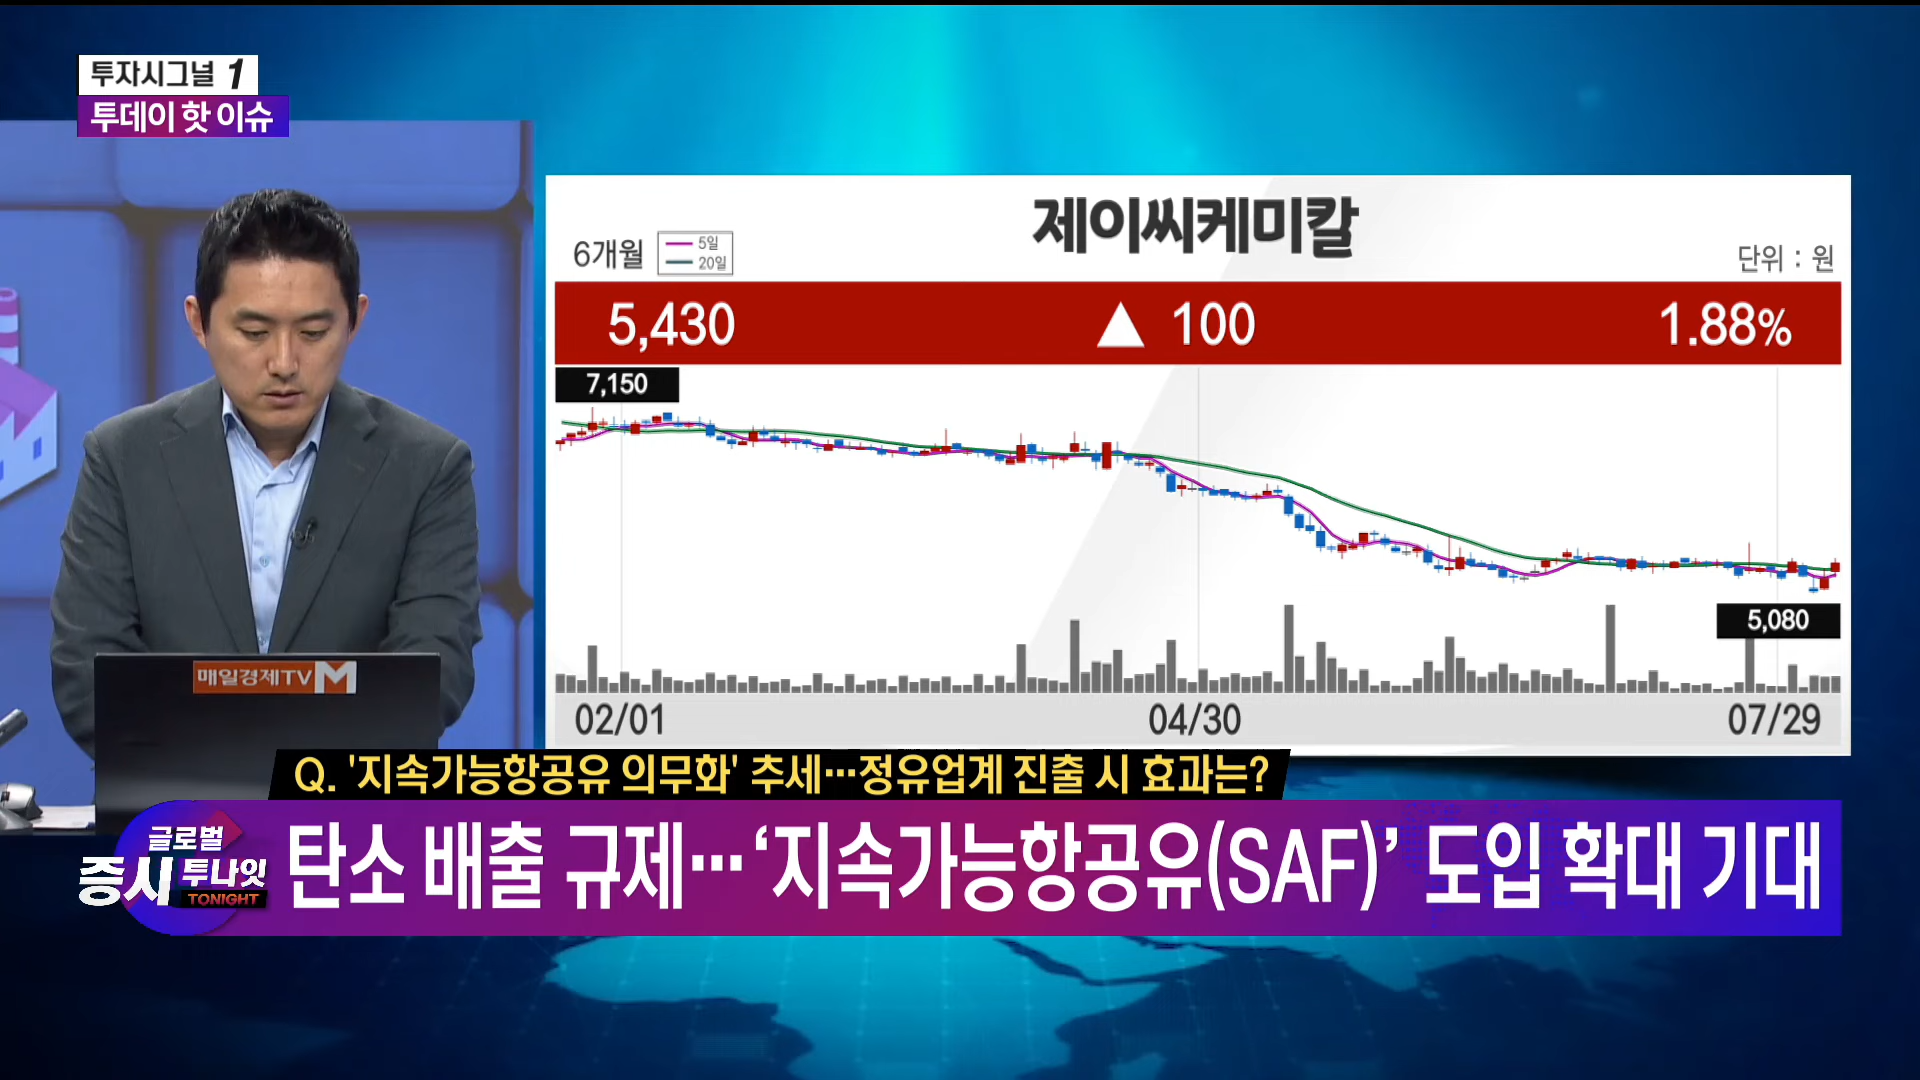 투자시그널 1
투데이 핫 이슈
제이씨케미칼
6개월
5일
20일
단위 : 원
5,430 ▲ 100 1.88%
7,150
5,080
02/01 04/30 07/29
매일경제TV M
Q. '지속가능항공유 의무화' 추세…정유업계 진출 시 효과는?
글로벌
증시 투나잇
TONIGHT
탄소 배출 규제…‘지속가능항공유(SAF)’ 도입 확대 기대